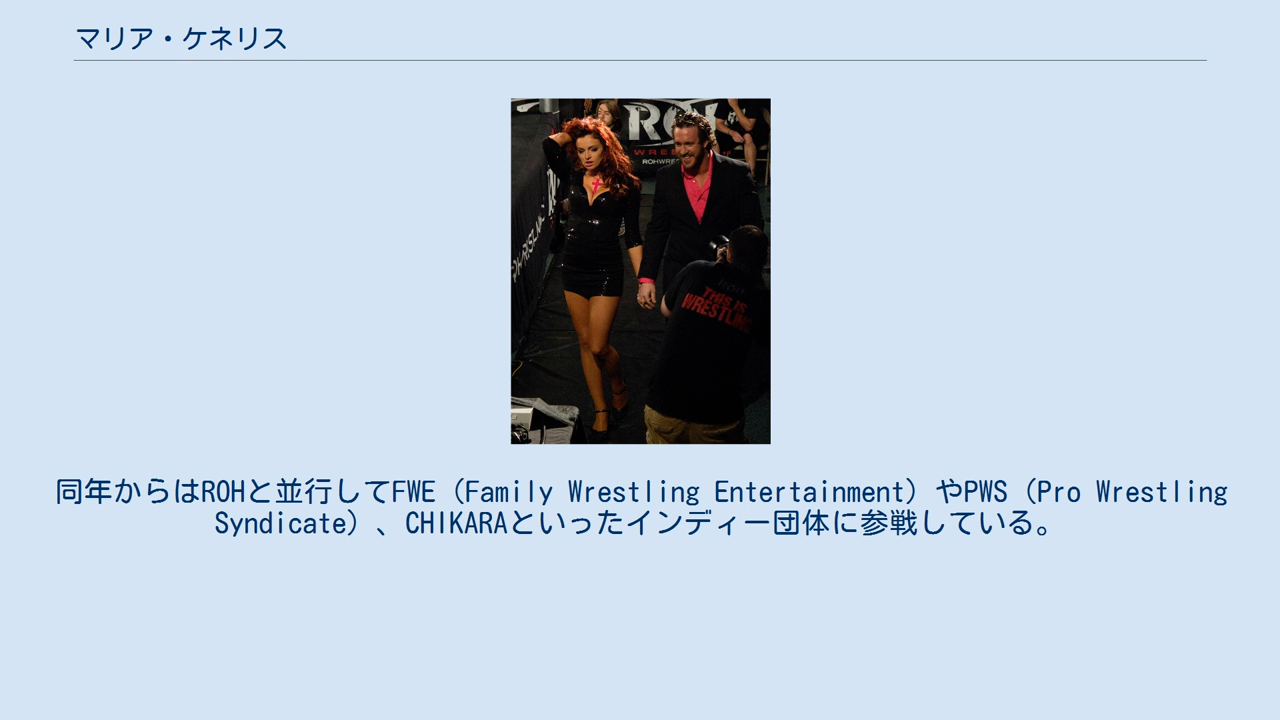 マリア・ケネリス
ROH
WRE
ROHWRE
THIS IS
WRESTLING
同年からはROHと並行してFWE（Family Wrestling Entertainment）やPWS（Pro Wrestling
Syndicate）、CHIKARAといったインディー団体に参戦している。